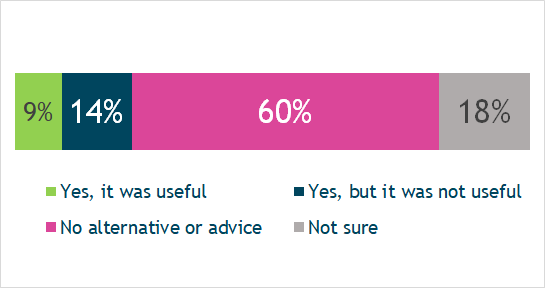 9% 14% 60% 18%
Yes, it was useful Yes, but it was not useful
No alternative or advice Not sure